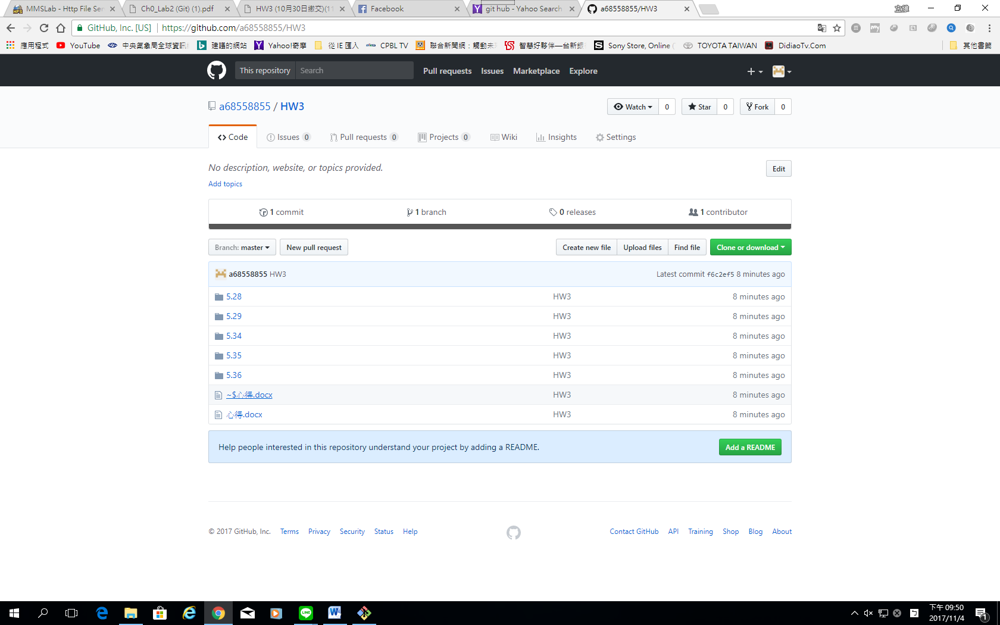 MMSLab - Http File Ser
Ch0_Lab2 (Git) (1).pdf
HW3 (10月30日繳交)(11
Facebook
git hub - Yahoo Search
a68558855/HW3
立維
GitHub, Inc. [US] https://github.com/a68558855/HW3
應用程式 YouTube 中央氣象局全球資訊 建議的網站 Yahoo!奇摩 從 IE 匯入 CPBL TV 聯合新聞網：觸動未 智慧好夥伴—台新銀 Sony Store, Online ( TOYOTA TAIWAN DidiaoTv.Com 其他書籤
This repository Search Pull requests Issues Marketplace Explore
a68558855 / HW3
Watch 0 Star 0 Fork 0
Code Issues 0 Pull requests 0 Projects 0 Wiki Insights Settings
No description, website, or topics provided.
Edit
Add topics
1 commit 1 branch 0 releases 1 contributor
Branch: master New pull request Create new file Upload files Find file Clone or download
a68558855 HW3 Latest commit f6c2ef5 8 minutes ago
5.28 HW3 8 minutes ago
5.29 HW3 8 minutes ago
5.34 HW3 8 minutes ago
5.35 HW3 8 minutes ago
5.36 HW3 8 minutes ago
~$心得.docx HW3 8 minutes ago
心得.docx HW3 8 minutes ago
Help people interested in this repository understand your project by adding a README. Add a README
© 2017 GitHub, Inc. Terms Privacy Security Status Help Contact GitHub API Training Shop Blog About
下午 09:50
2017/11/4